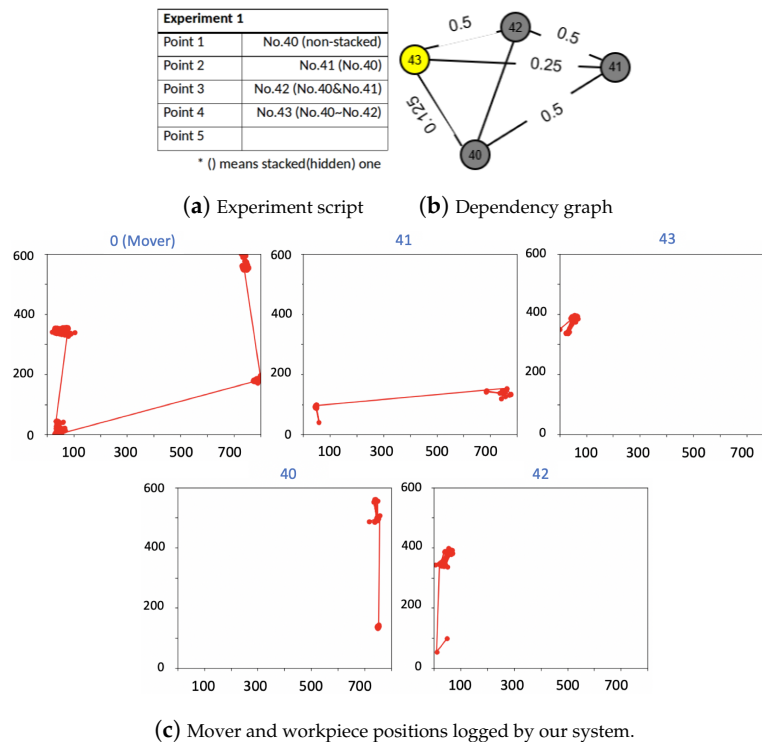 Experiment 1
Point 1 No.40 (non-stacked)
Point 2 No.41 (No.40)
Point 3 No.42 (No.40&No.41)
Point 4 No.43 (No.40~No.42)
Point 5
* () means stacked(hidden) one
42
0.5
0.5
43
0.25
41
0.125
0.5
40
(a) Experiment script
(b) Dependency graph
0 (Mover)
600
400
200
0
100 300 500 700
41
600
400
200
0
100 300 500 700
43
600
400
200
0
100 300 500 700
40
600
400
200
0
100 300 500 700
42
600
400
200
0
100 300 500 700
(c) Mover and workpiece positions logged by our system.